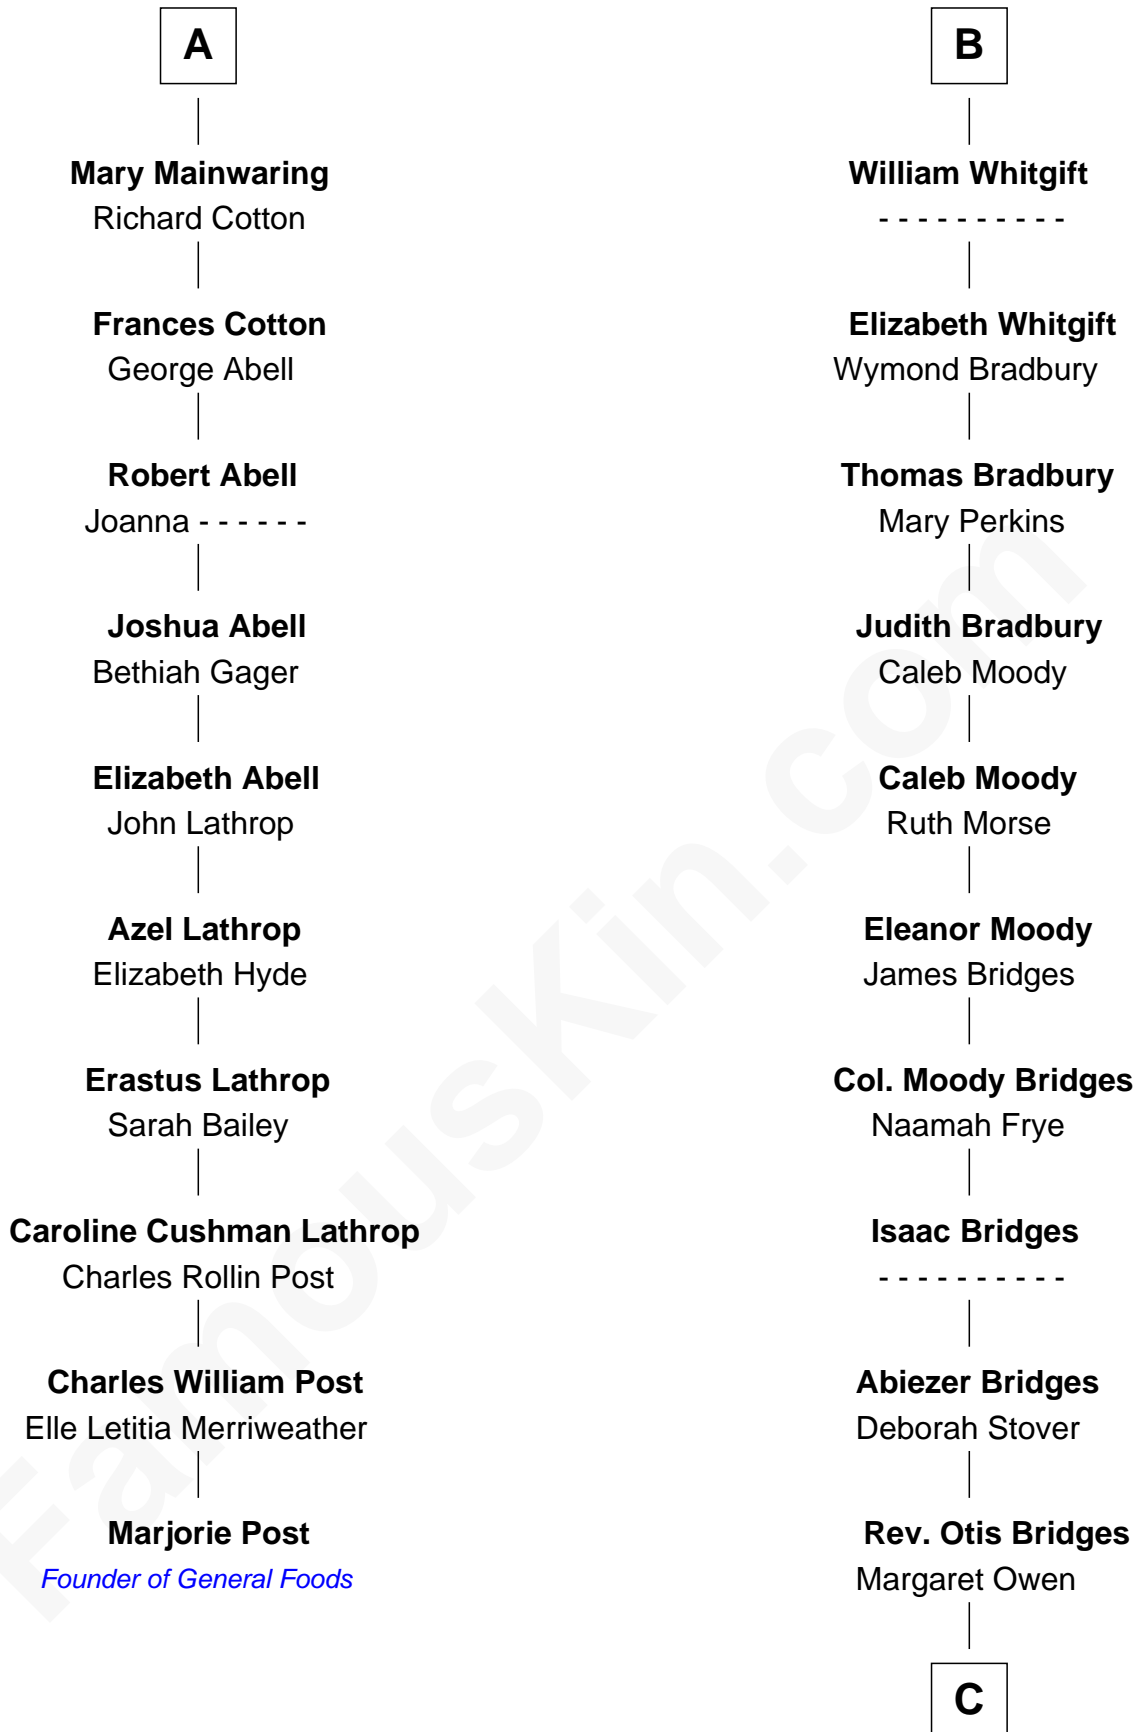 A
Mary Mainwaring
Richard Cotton
Frances Cotton
George Abell
Robert Abell
Joanna - - - - - -
Joshua Abell
Bethiah Gager
Elizabeth Abell
John Lathrop
Azel Lathrop
Elizabeth Hyde
Erastus Lathrop
Sarah Bailey
Caroline Cushman Lathrop
Charles Rollin Post
Charles William Post
Elle Letitia Merriweather
Marjorie Post
Founder of General Foods
B
William Whitgift
- - - - - - - - - -
Elizabeth Whitgift
Wymond Bradbury
Thomas Bradbury
Mary Perkins
Judith Bradbury
Caleb Moody
Caleb Moody
Ruth Morse
Eleanor Moody
James Bridges
Col. Moody Bridges
Naamah Frye
Isaac Bridges
- - - - - - - - - -
Abiezer Bridges
Deborah Stover
Rev. Otis Bridges
Margaret Owen
C
FamousKin.com